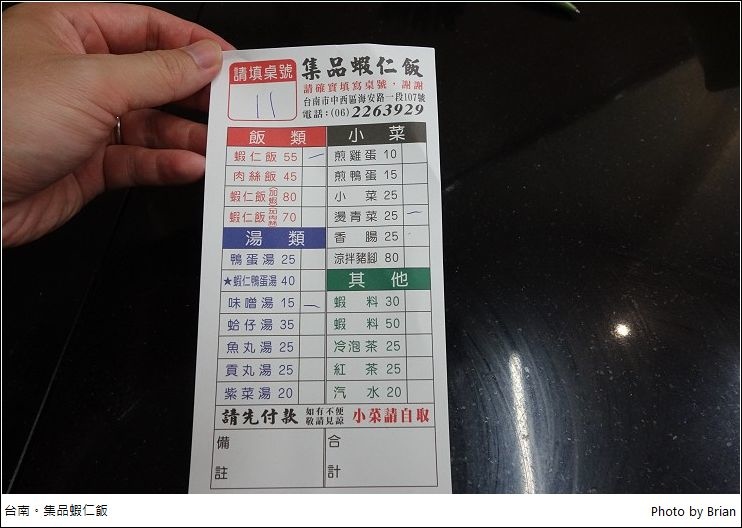 請填桌號
11
集品蝦仁飯
請確實填寫桌號，謝謝
台南市中西區海安路一段107號
電話：(06)2263929
飯類
蝦仁飯 55
肉絲飯 45
蝦仁飯加蝦 80
蝦仁飯加肉絲 70
湯類
鴨蛋湯 25
★蝦仁鴨蛋湯 40
味噌湯 15
蛤仔湯 35
魚丸湯 25
貢丸湯 25
紫菜湯 20
小菜
煎雞蛋 10
煎鴨蛋 15
小菜 25
燙青菜 25
香腸 25
涼拌豬腳 80
其他
蝦料 30
蝦料 50
冷泡茶 25
紅茶 25
汽水 20
請先付款 如有不便敬請見諒 小菜請自取
備註
合計
台南。集品蝦仁飯
Photo by Brian